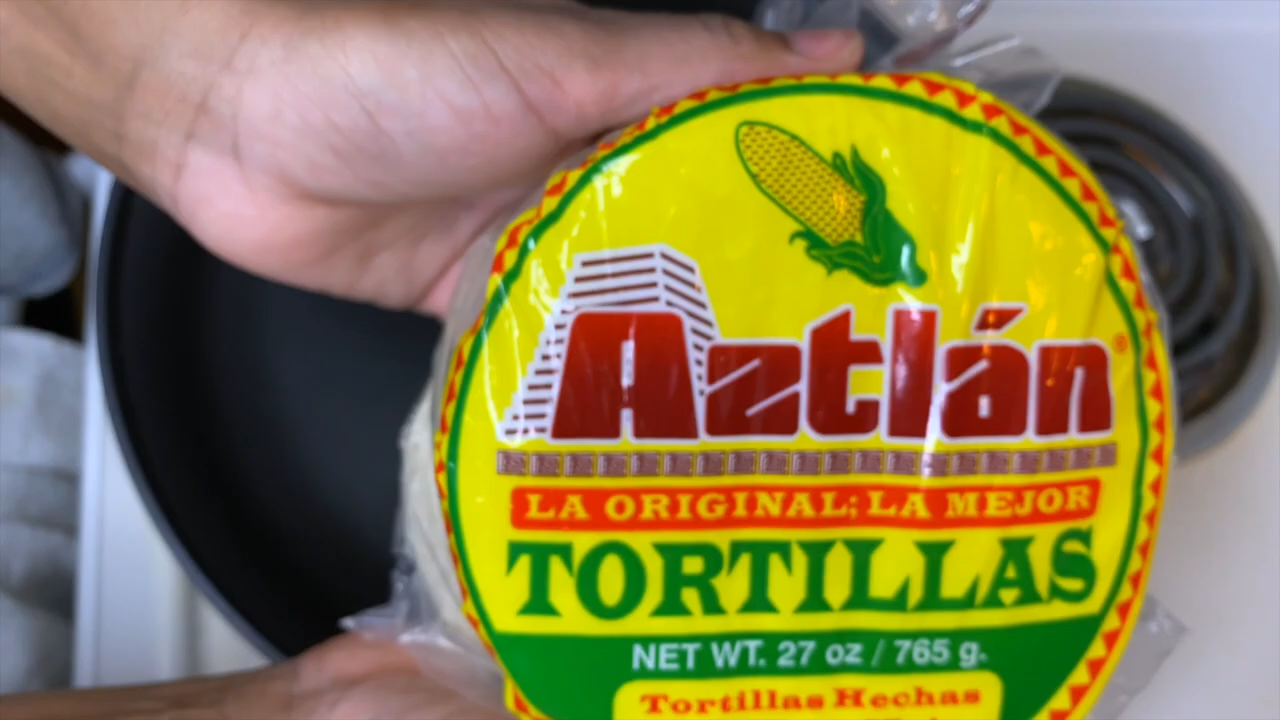 Aztlán®
LA ORIGINAL; LA MEJOR
TORTILLAS
NET WT. 27 oz / 765 g.
Tortillas Hechas